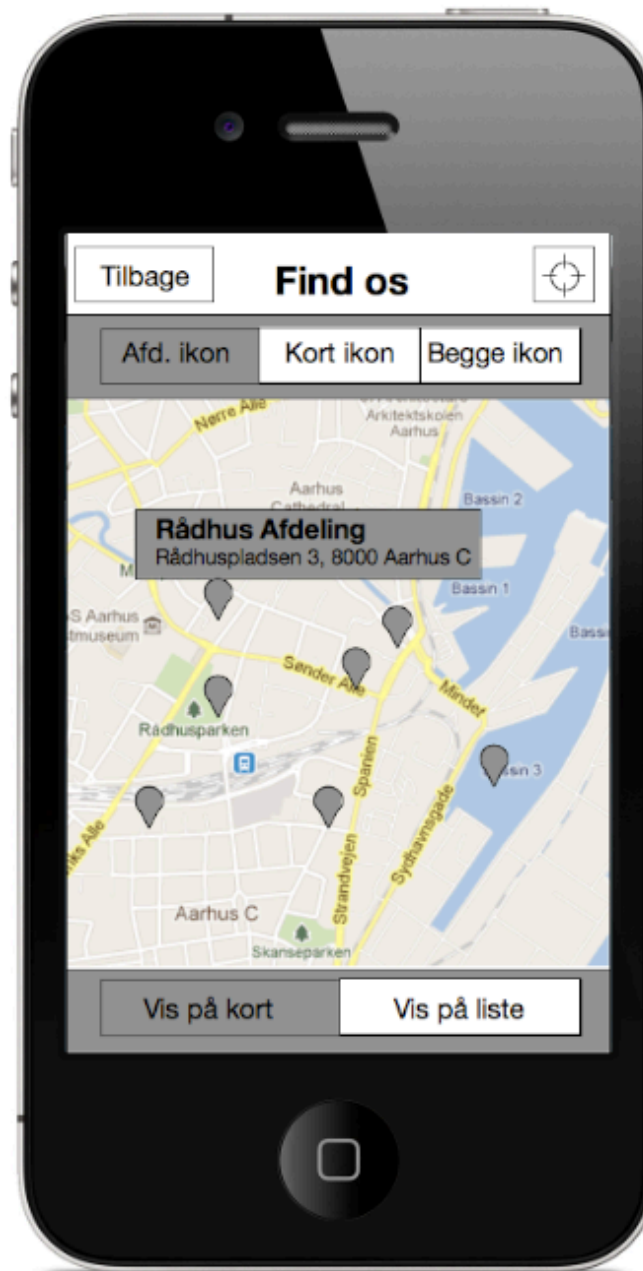 Tilbage
Find os
Afd. ikon
Kort ikon
Begge ikon
Nørre Alle
Arkitektskolen
Aarhus
Aarhus
Bassin 2
Rådhus Afdeling
Rådhuspladsen 3, 8000 Aarhus C
Bassin 1
S Aarhus
Sønder Alle
Mindet
Rådhusparken
Spanien
Sydhavnsgade
Strandvejen
Aarhus C
Skanseparken
Vis på kort
Vis på liste